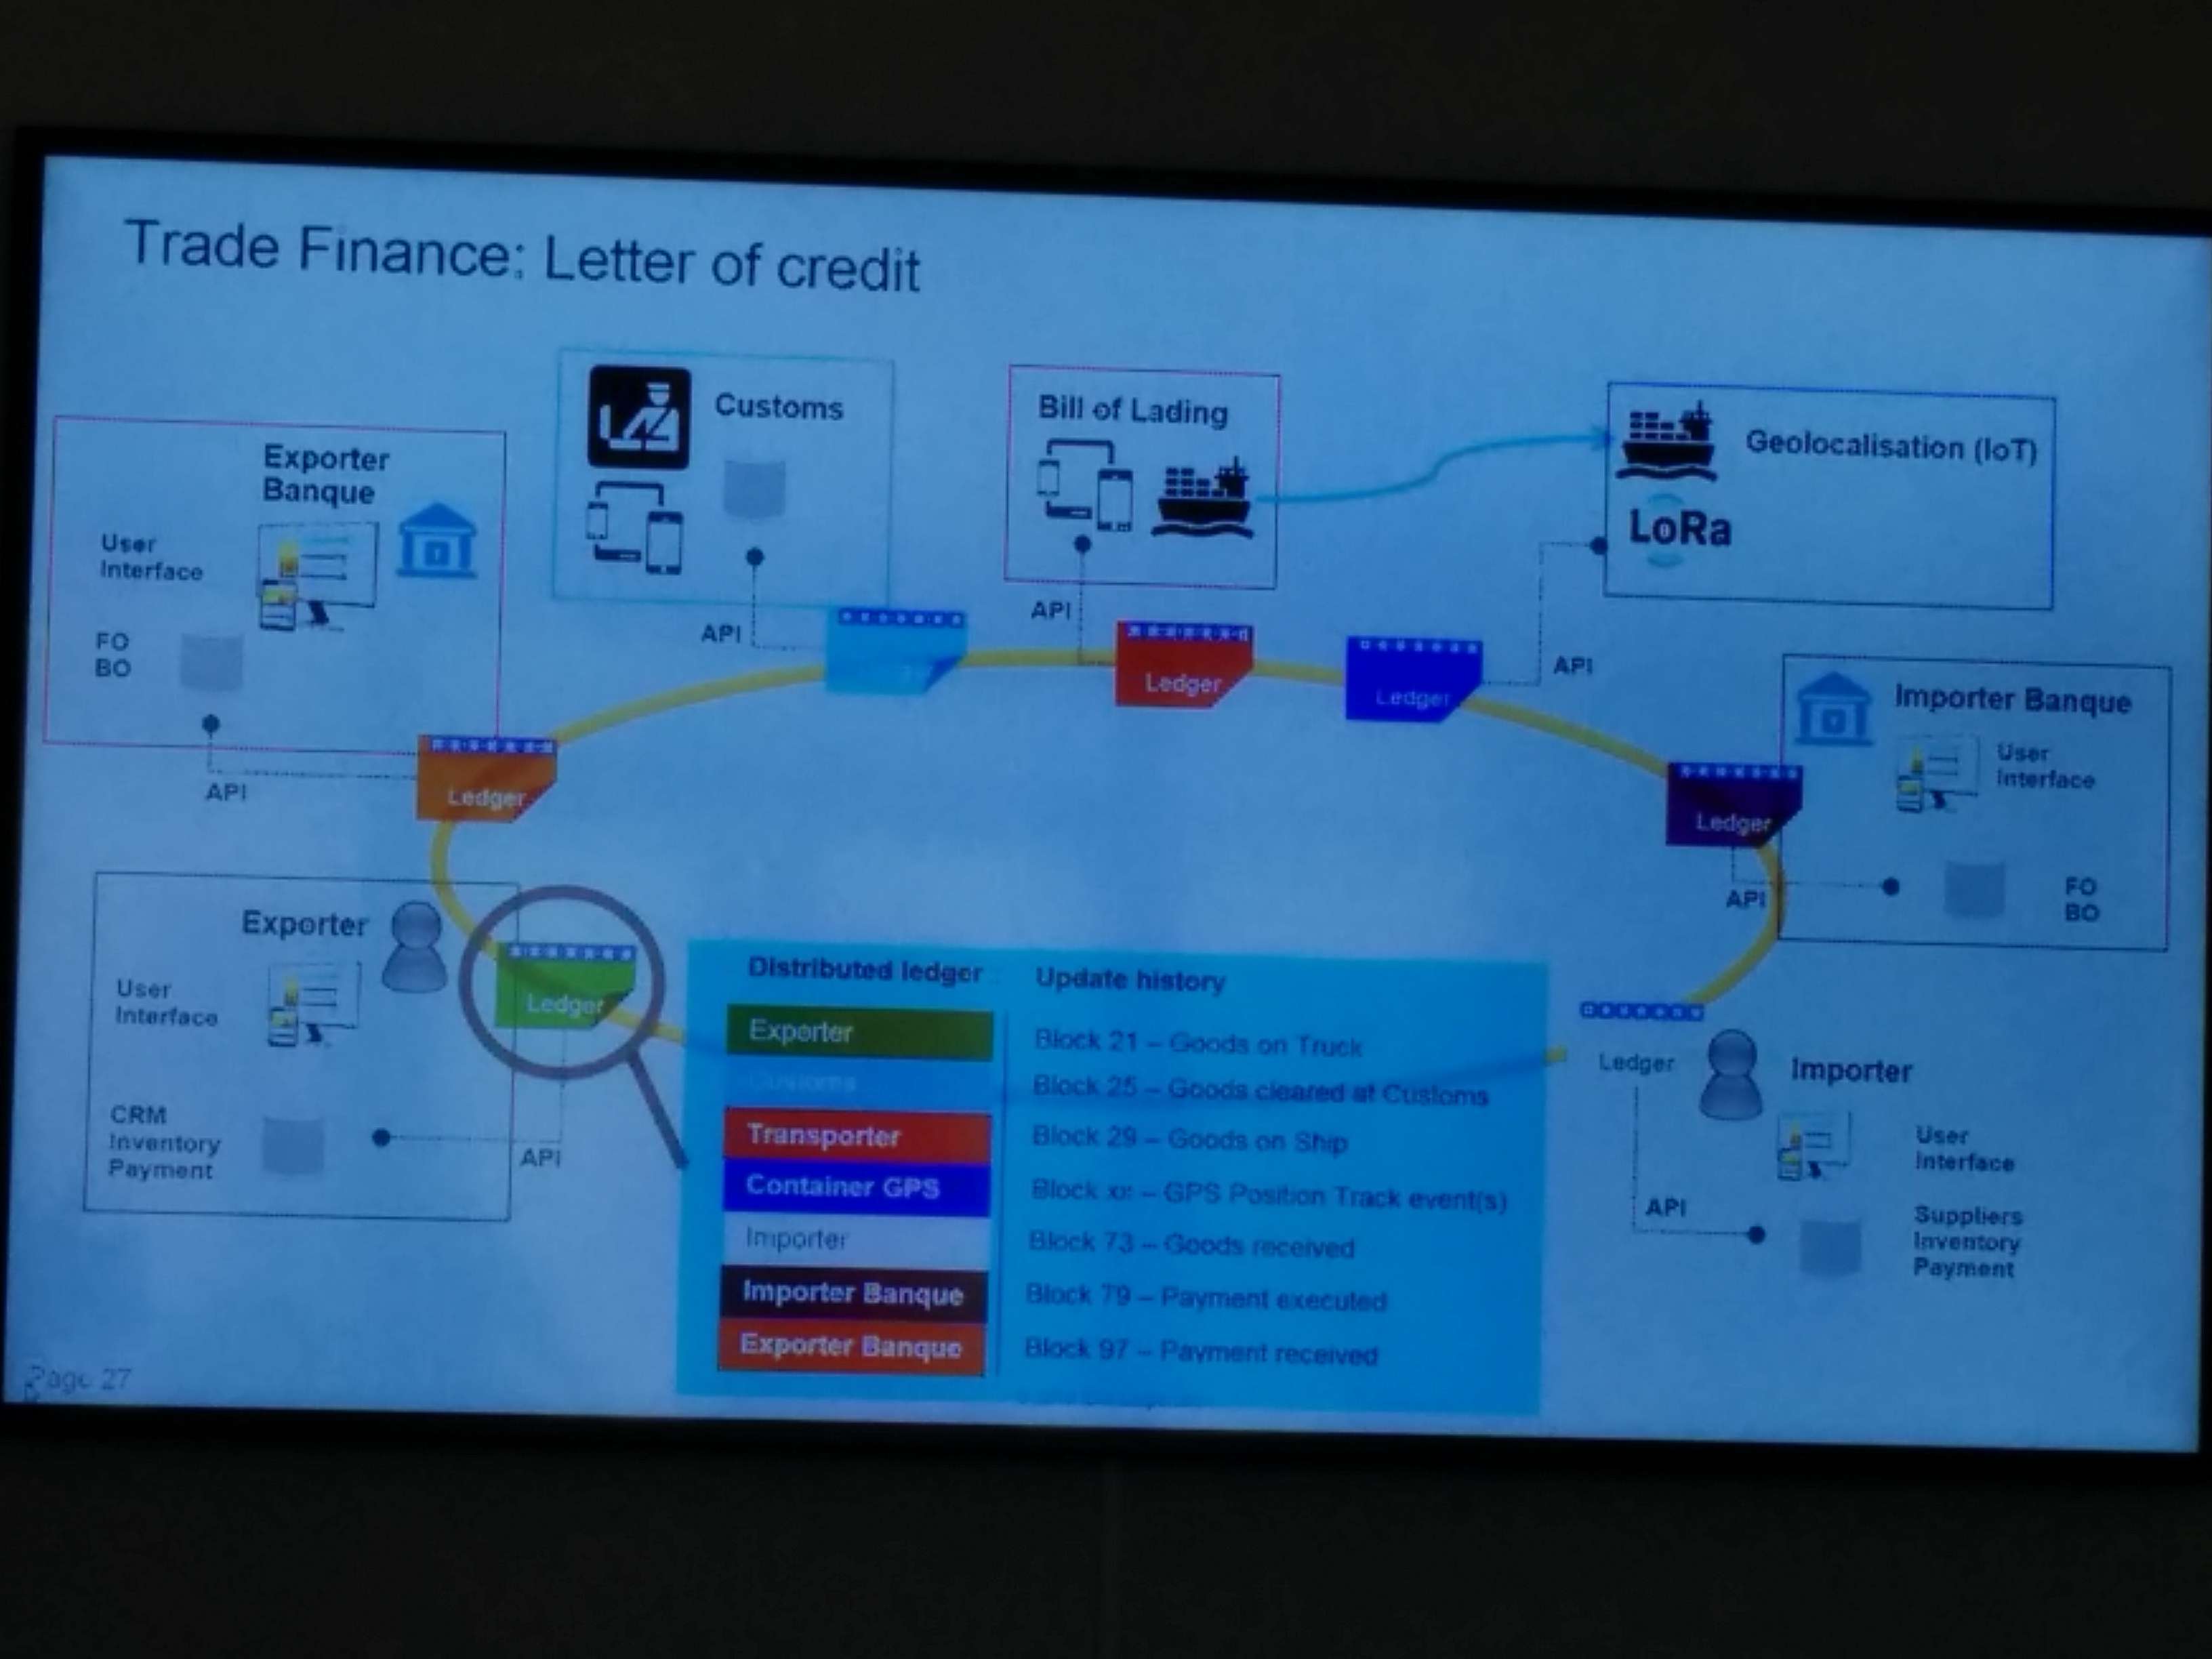 Trade Finance: Letter of credit
Exporter
Banque
User
Interface
FO
BO
API
Customs
API
Bill of Lading
API
Geolocalisation (IoT)
LoRa
API
Ledger
Ledger
Ledger
Ledger
Importer Banque
User
Interface
FO
BO
API
Exporter
User
Interface
CRM
Inventory
Payment
API
Ledger
Distributed ledger
Update history
Exporter
Block 21 – Goods on Truck
Customs
Block 25 – Goods cleared at Customs
Transporter
Block 29 – Goods on Ship
Container GPS
Block xx – GPS Position Track event(s)
Importer
Block 73 – Goods received
Importer Banque
Block 79 – Payment executed
Exporter Banque
Block 97 – Payment received
Ledger
Importer
User
Interface
API
Suppliers
Inventory
Payment
Page 27